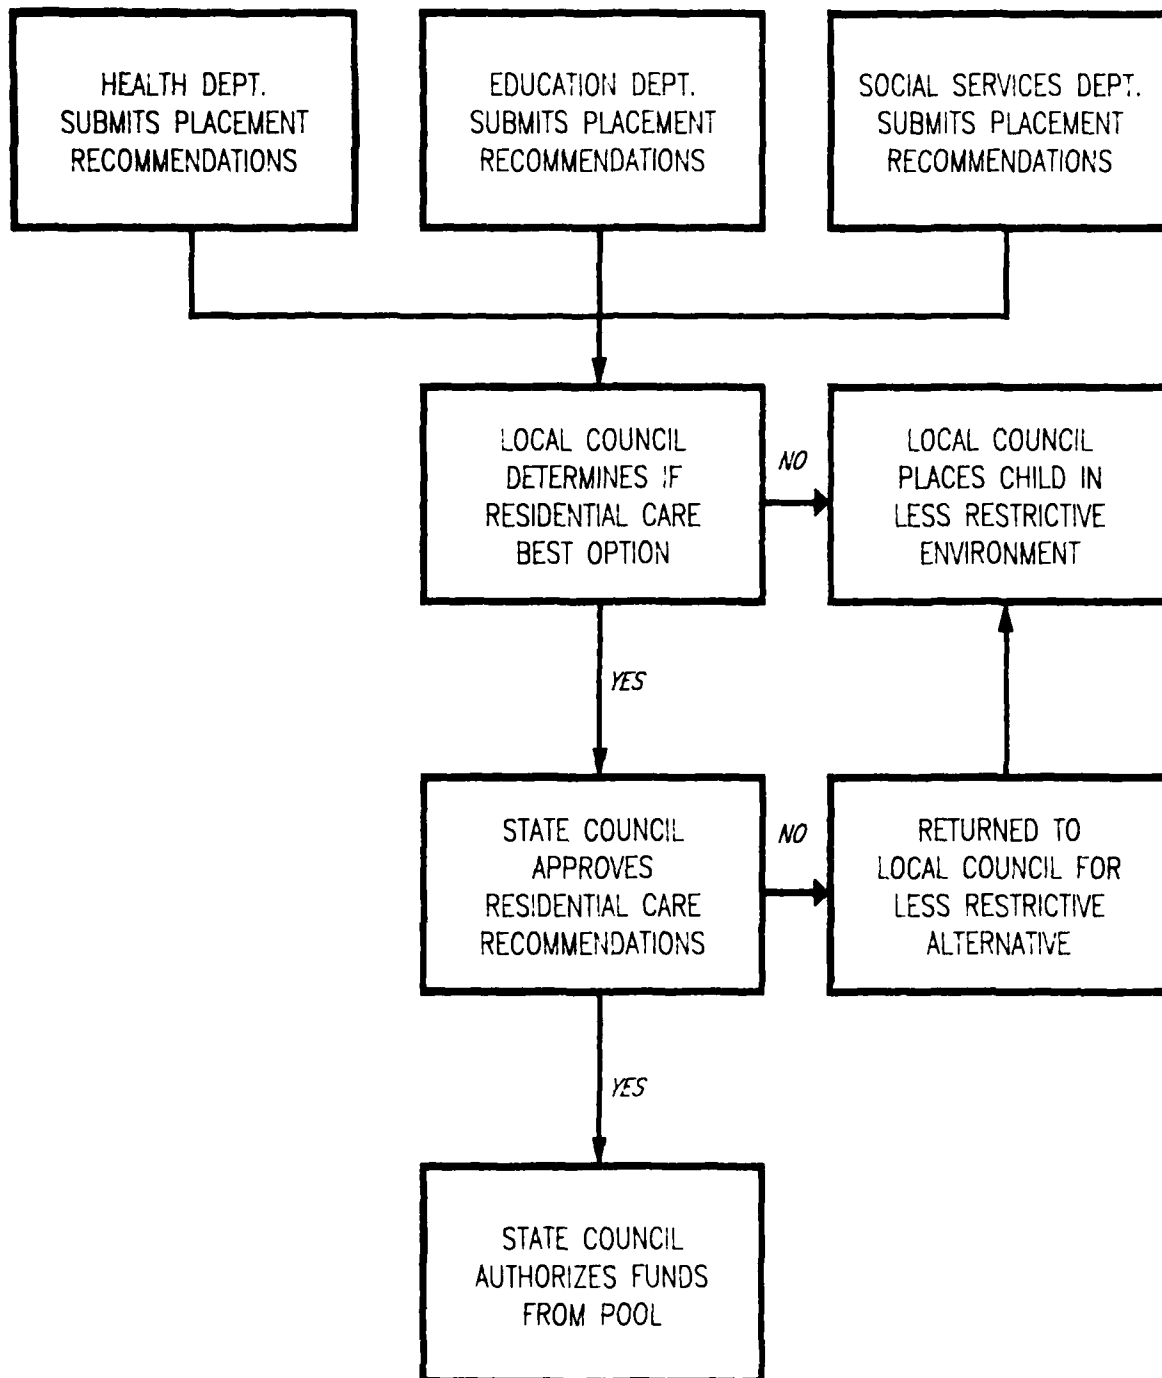 HEALTH DEPT.
SUBMITS PLACEMENT
RECOMMENDATIONS
EDUCATION DEPT.
SUBMITS PLACEMENT
RECOMMENDATIONS
SOCIAL SERVICES DEPT.
SUBMITS PLACEMENT
RECOMMENDATIONS
LOCAL COUNCIL
DETERMINES IF
RESIDENTIAL CARE
BEST OPTION
NO
LOCAL COUNCIL
PLACES CHILD IN
LESS RESTRICTIVE
ENVIRONMENT
YES
STATE COUNCIL
APPROVES
RESIDENTIAL CARE
RECOMMENDATIONS
NO
RETURNED TO
LOCAL COUNCIL FOR
LESS RESTRICTIVE
ALTERNATIVE
YES
STATE COUNCIL
AUTHORIZES FUNDS
FROM POOL